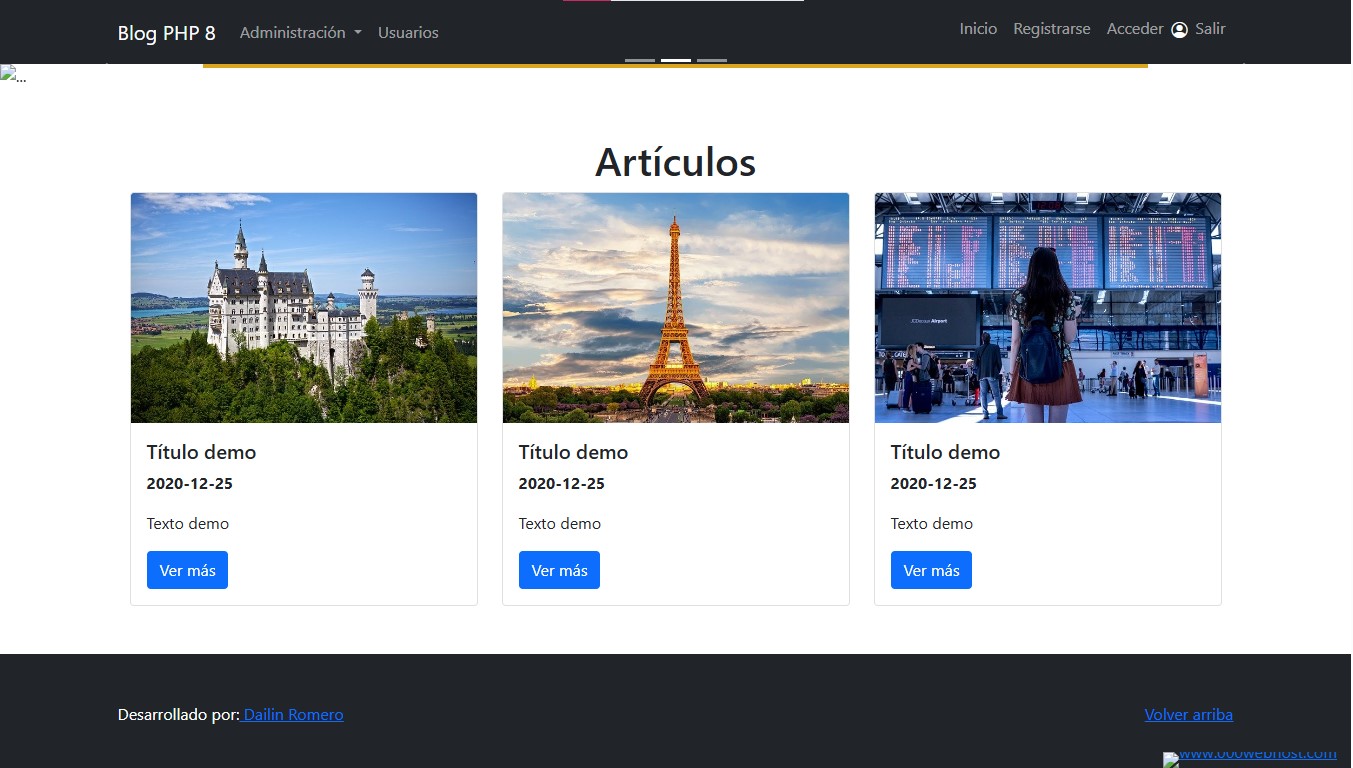 Blog PHP 8 Administración Usuarios Inicio Registrarse Acceder Salir
...
Artículos
JCDecaux Airport
Título demo Título demo Título demo
2020-12-25 2020-12-25 2020-12-25
Texto demo Texto demo Texto demo
Ver más Ver más Ver más
Desarrollado por: Dailin Romero Volver arriba
www.000webhost.com